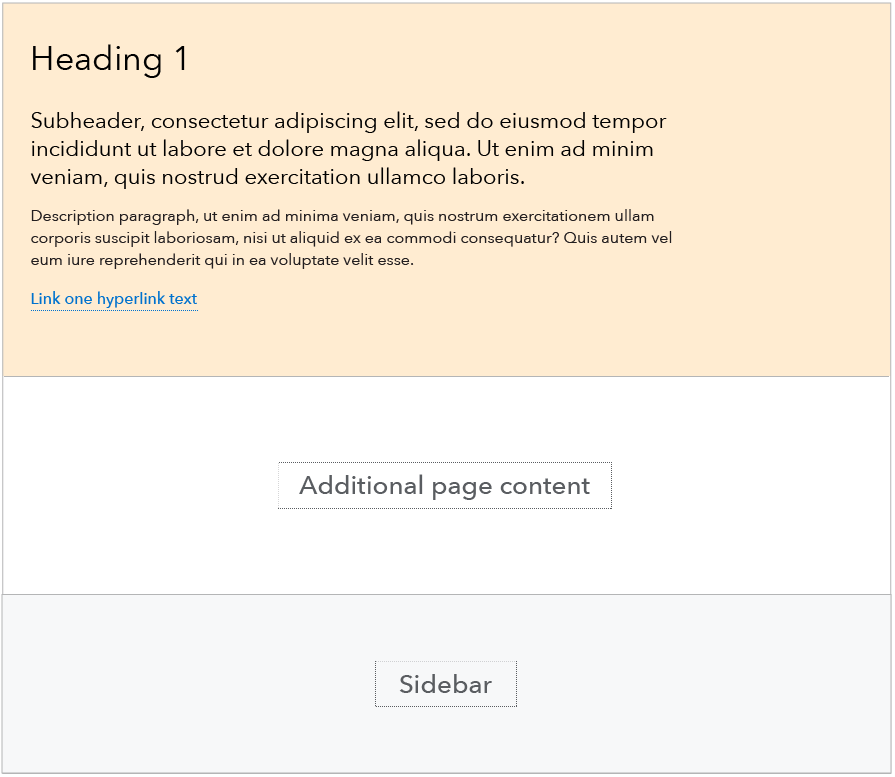 Heading 1
Subheader, consectetur adipiscing elit, sed do eiusmod tempor
incididunt ut labore et dolore magna aliqua. Ut enim ad minim
veniam, quis nostrud exercitation ullamco laboris.
Description paragraph, ut enim ad minima veniam, quis nostrum exercitationem ullam
corporis suscipit laboriosam, nisi ut aliquid ex ea commodi consequatur? Quis autem vel
eum iure reprehenderit qui in ea voluptate velit esse.
Link one hyperlink text
Additional page content
Sidebar